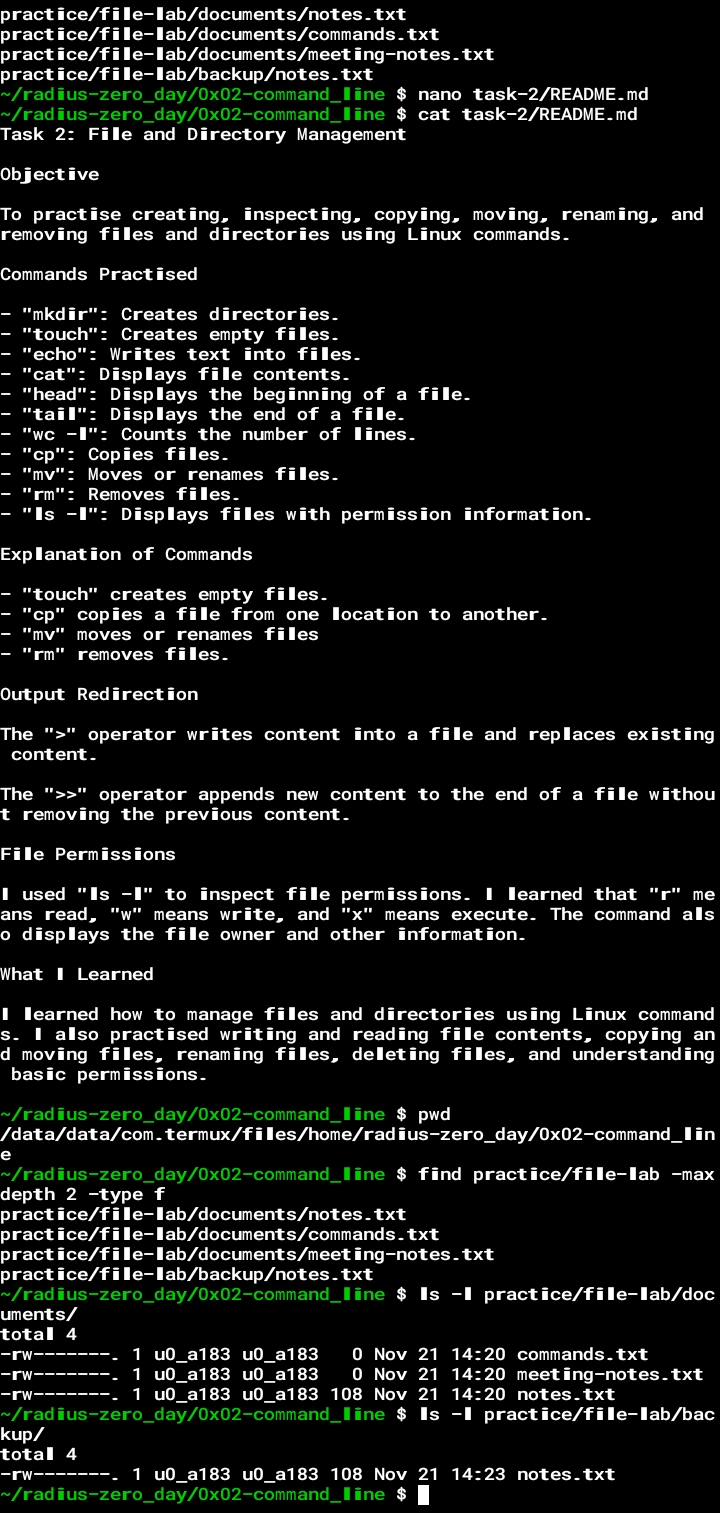 practice/file-lab/documents/notes.txt
practice/file-lab/documents/commands.txt
practice/file-lab/documents/meeting-notes.txt
practice/file-lab/backup/notes.txt
~/radius-zero_day/0x02-command_line $ nano task-2/README.md
~/radius-zero_day/0x02-command_line $ cat task-2/README.md
Task 2: File and Directory Management
Objective
To practise creating, inspecting, copying, moving, renaming, and
removing files and directories using Linux commands.
Commands Practised
- "mkdir": Creates directories.
- "touch": Creates empty files.
- "echo": Writes text into files.
- "cat": Displays file contents.
- "head": Displays the beginning of a file.
- "tail": Displays the end of a file.
- "wc -l": Counts the number of lines.
- "cp": Copies files.
- "mv": Moves or renames files.
- "rm": Removes files.
- "ls -l": Displays files with permission information.
Explanation of Commands
- "touch" creates empty files.
- "cp" copies a file from one location to another.
- "mv" moves or renames files
- "rm" removes files.
Output Redirection
The ">" operator writes content into a file and replaces existing
 content.
The ">>" operator appends new content to the end of a file withou
t removing the previous content.
File Permissions
I used "ls -l" to inspect file permissions. I learned that "r" me
ans read, "w" means write, and "x" means execute. The command als
o displays the file owner and other information.
What I Learned
I learned how to manage files and directories using Linux command
s. I also practised writing and reading file contents, copying an
d moving files, renaming files, deleting files, and understanding
 basic permissions.
~/radius-zero_day/0x02-command_line $ pwd
/data/data/com.termux/files/home/radius-zero_day/0x02-command_lin
e
~/radius-zero_day/0x02-command_line $ find practice/file-lab -max
depth 2 -type f
practice/file-lab/documents/notes.txt
practice/file-lab/documents/commands.txt
practice/file-lab/documents/meeting-notes.txt
practice/file-lab/backup/notes.txt
~/radius-zero_day/0x02-command_line $ ls -l practice/file-lab/doc
uments/
total 4
-rw-------. 1 u0_a183 u0_a183   0 Nov 21 14:20 commands.txt
-rw-------. 1 u0_a183 u0_a183   0 Nov 21 14:20 meeting-notes.txt
-rw-------. 1 u0_a183 u0_a183 108 Nov 21 14:20 notes.txt
~/radius-zero_day/0x02-command_line $ ls -l practice/file-lab/bac
kup/
total 4
-rw-------. 1 u0_a183 u0_a183 108 Nov 21 14:23 notes.txt
~/radius-zero_day/0x02-command_line $